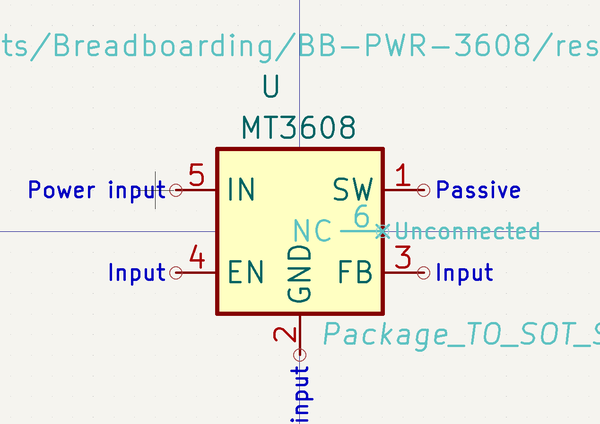 ts/Breadboarding/BB-PWR-3608/res
U
MT3608
Power input 5 IN SW 1 Passive
NC 6 Unconnected
Input 4 EN GND FB 3 Input
2
Package_TO_SOT_S
input